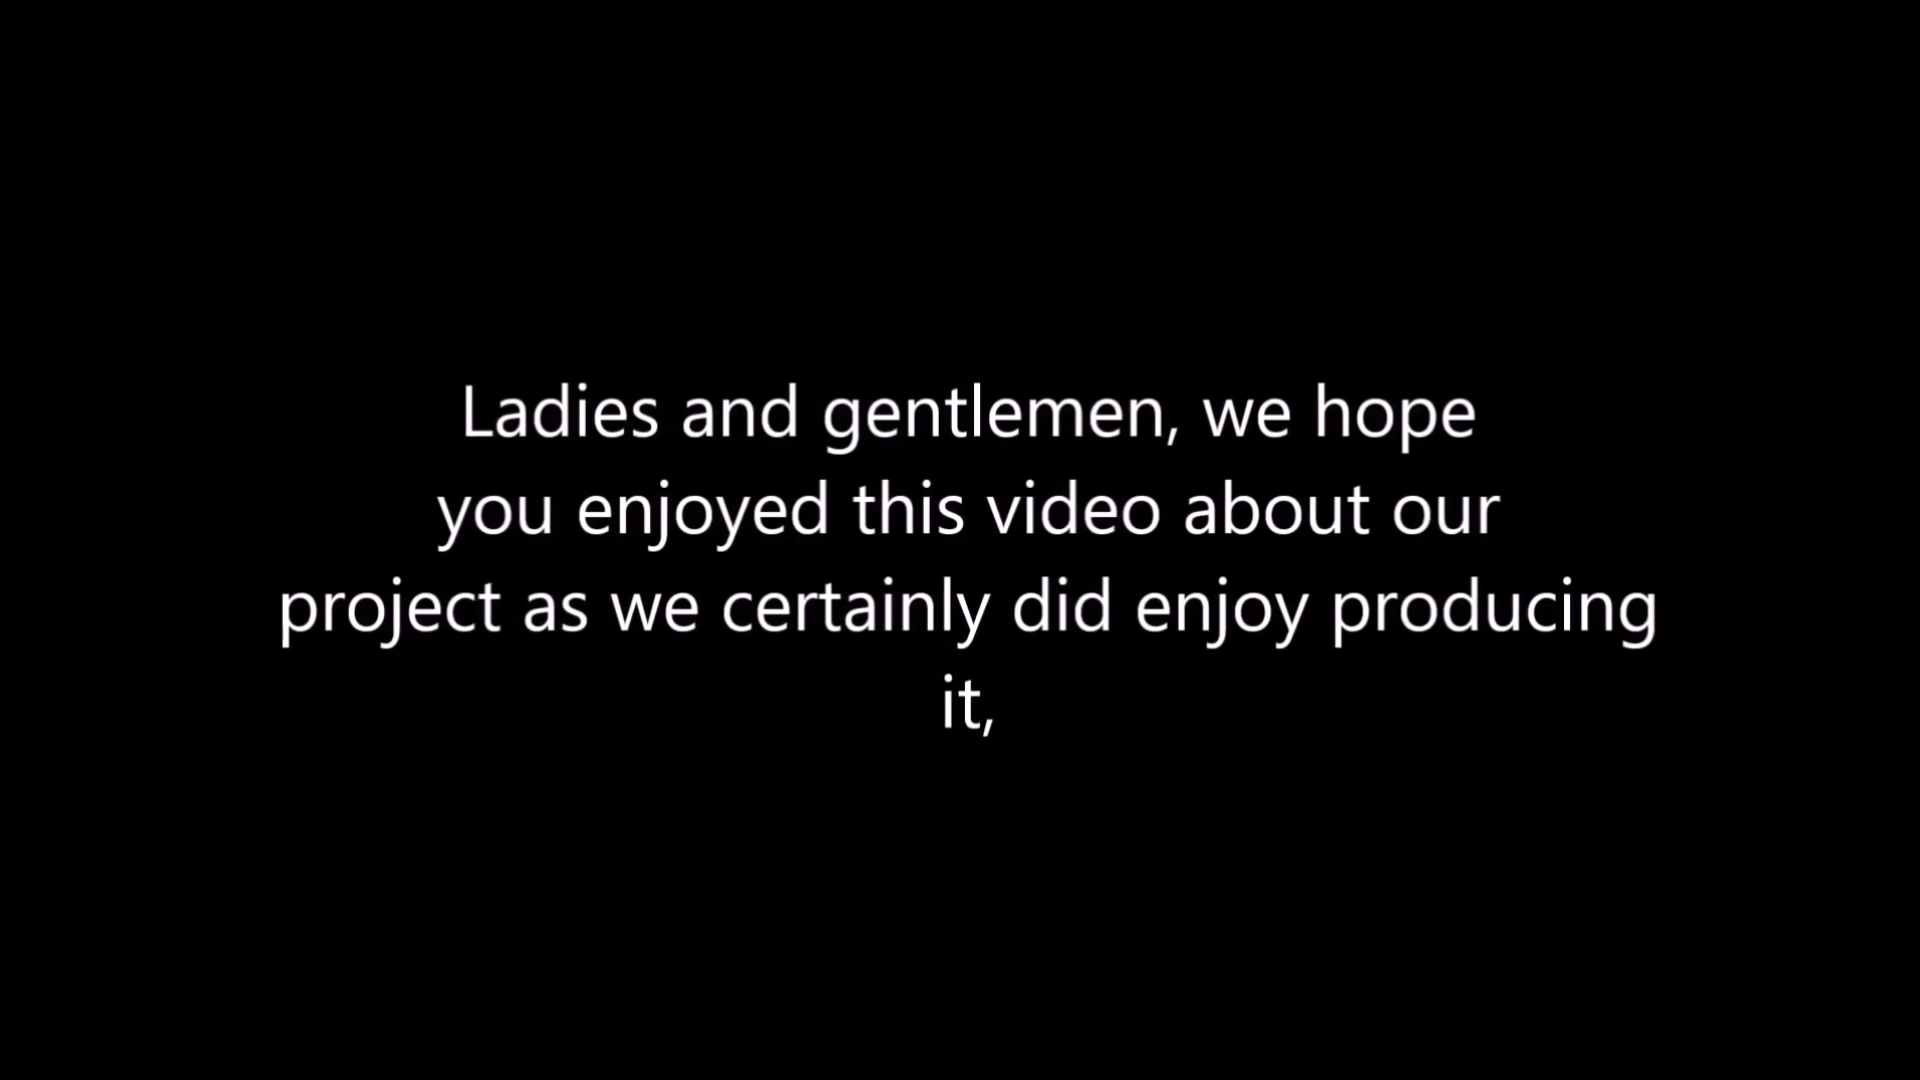 Ladies and gentlemen, we hope
you enjoyed this video about our
project as we certainly did enjoy producing
it,